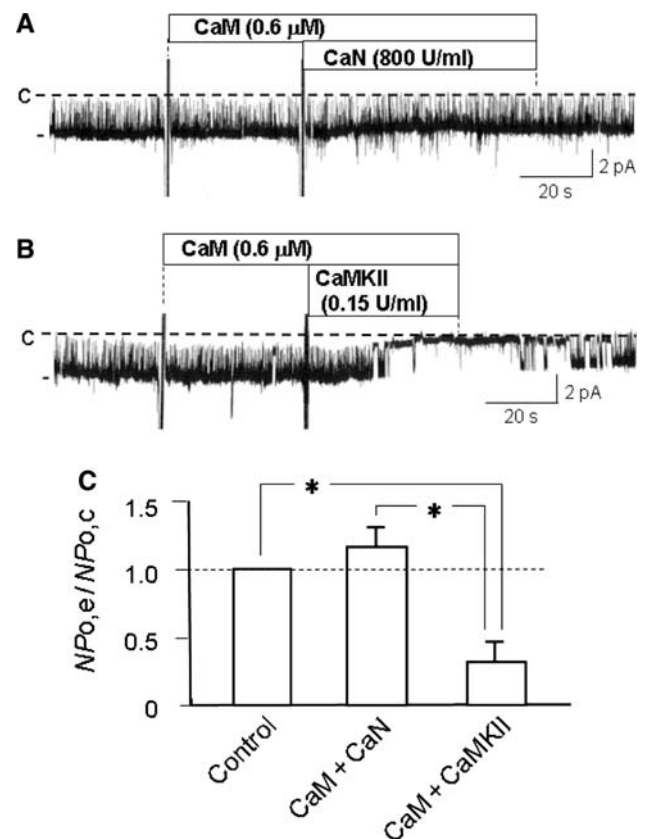 A
CaM (0.6 μM)
CaN (800 U/ml)
C
-
2 pA
20 s
B
CaM (0.6 μM)
CaMKII
(0.15 U/ml)
C
-
2 pA
20 s
C
NPo,e / NPo,c
1.5
1.0
0.5
0
*
*
Control
CaM + CaN
CaM + CaMKII